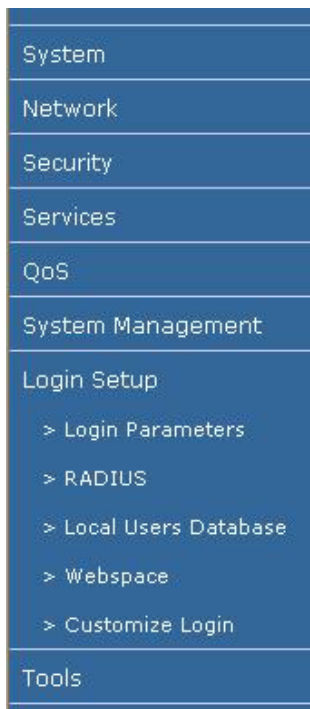 System
Network
Security
Services
QoS
System Management
Login Setup
> Login Parameters
> RADIUS
> Local Users Database
> Webspace
> Customize Login
Tools